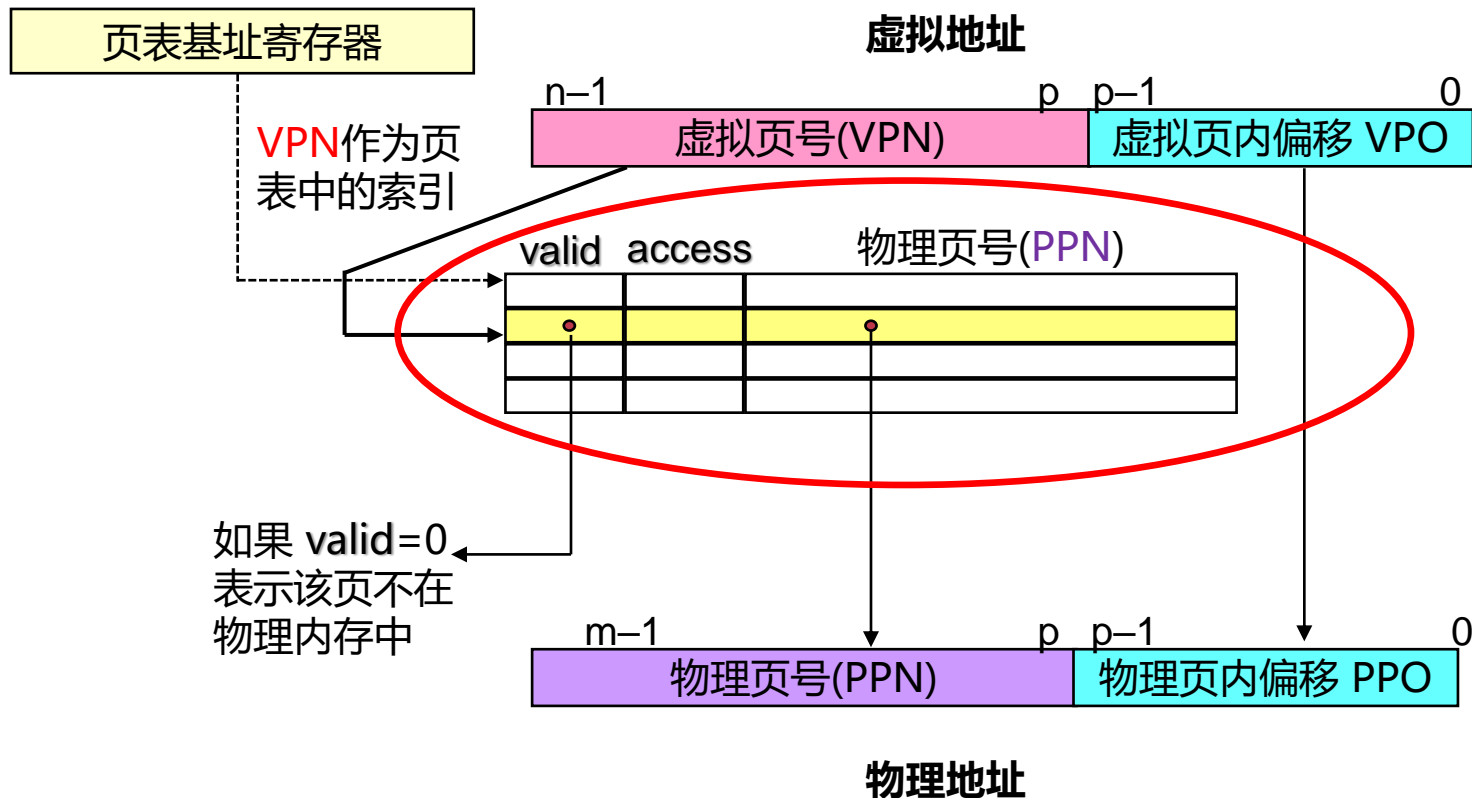 页表基址寄存器
虚拟地址
n–1 p p–1 0
虚拟页号(VPN) 虚拟页内偏移 VPO
VPN作为页
表中的索引
valid access 物理页号(PPN)
如果 valid=0
表示该页不在
物理内存中
m–1 p p–1 0
物理页号(PPN) 物理页内偏移 PPO
物理地址